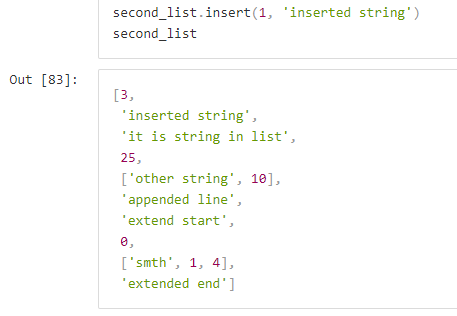 second_list.insert(1, 'inserted string')
second_list
Out [83]:
[3,
 'inserted string',
 'it is string in list',
 25,
 ['other string', 10],
 'appended line',
 'extend start',
 0,
 ['smth', 1, 4],
 'extended end']